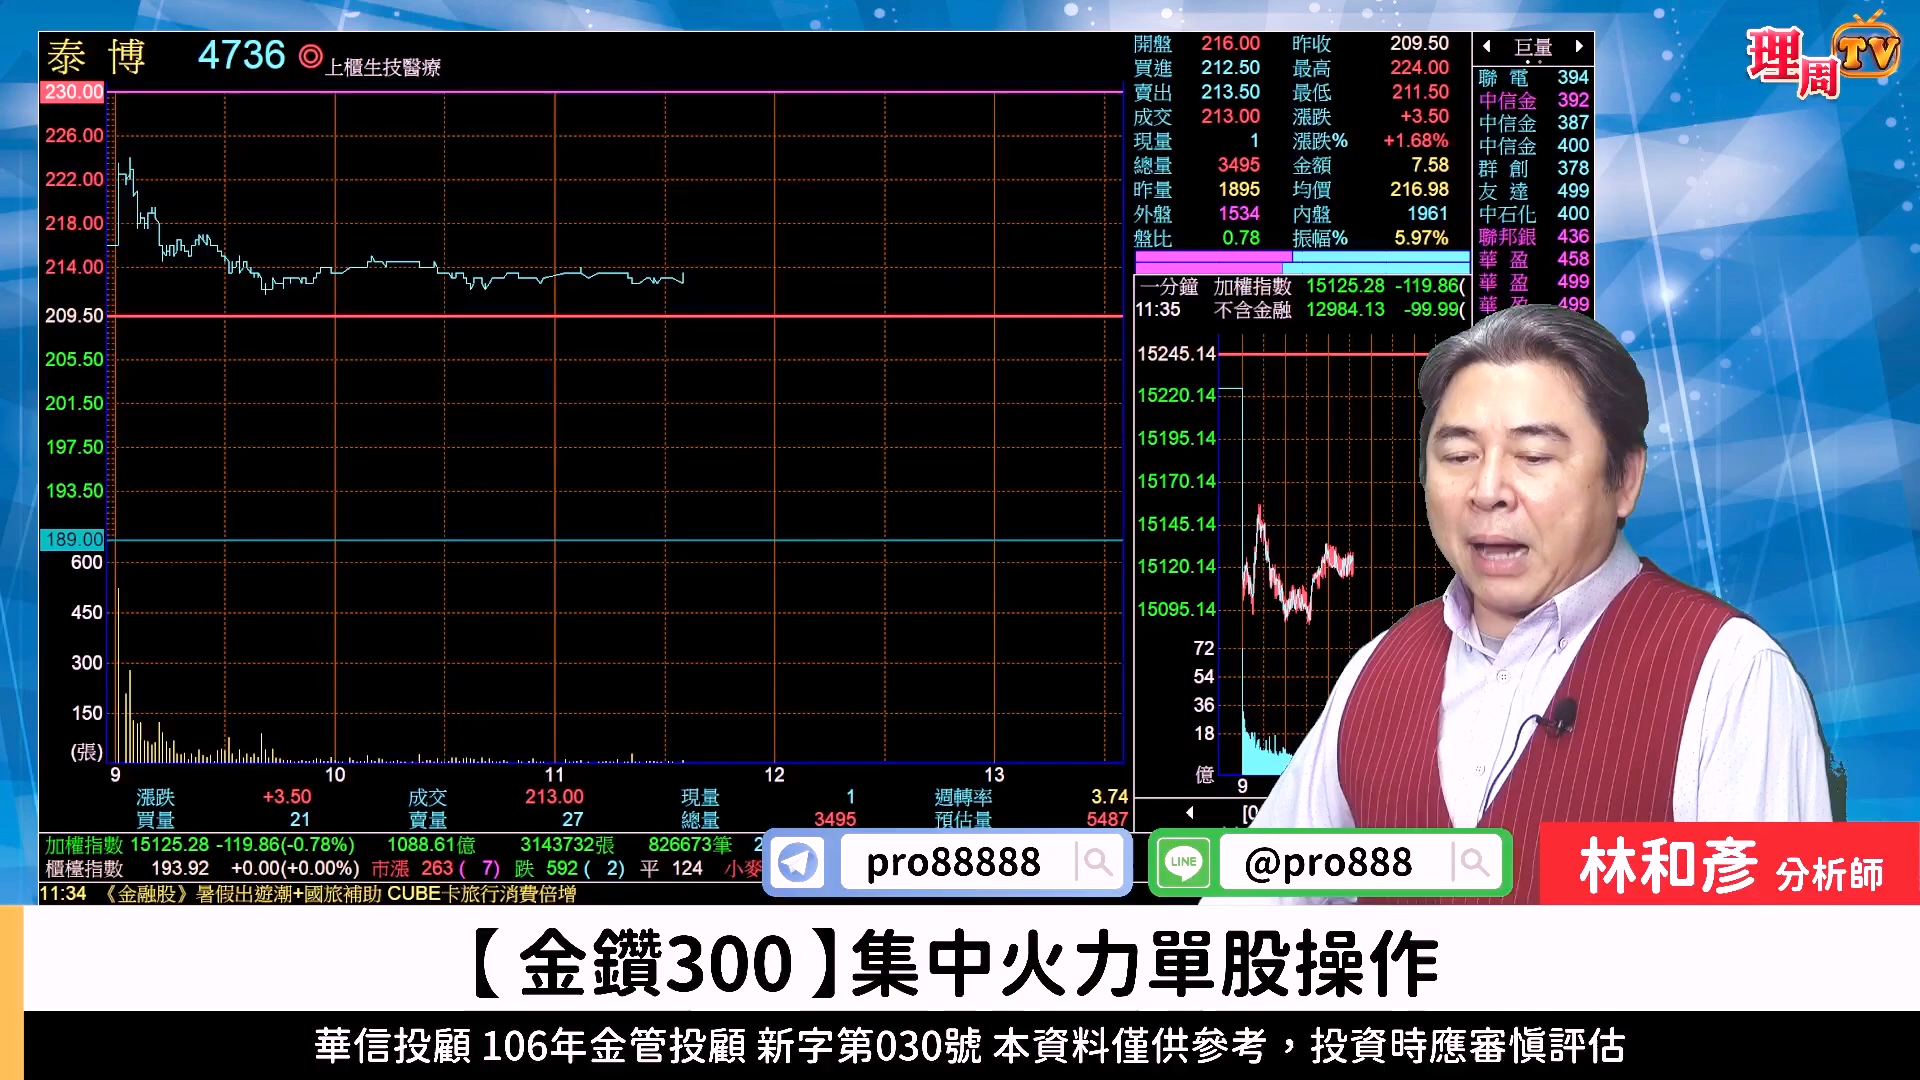 泰 博 4736 ◎ 上櫃生技醫療
230.00
226.00
222.00
218.00
214.00
209.50
205.50
201.50
197.50
193.50
189.00
600
450
300
150
(張)
9 10 11 12 13
開盤 216.00 昨收 209.50
買進 212.50 最高 224.00
賣出 213.50 最低 211.50
成交 213.00 漲跌 +3.50
現量 1 漲跌% +1.68%
總量 3495 金額 7.58
昨量 1895 均價 216.98
外盤 1534 內盤 1961
盤比 0.78 振幅% 5.97%
巨量
聯 電 394
中信金 392
中信金 387
中信金 400
群 創 378
友 達 499
中石化 400
聯邦銀 436
華 盈 458
華 盈 499
華 盈 499
理周TV
一分鐘 加權指數 15125.28 -119.86(
11:35 不含金融 12984.13 -99.99(
15245.14
15220.14
15195.14
15170.14
15145.14
15120.14
15095.14
72
54
36
18
億
9
[0
漲跌 +3.50 成交 213.00 現量 1 週轉率 3.74
買量 21 賣量 27 總量 3495 預估量 5487
加權指數 15125.28 -119.86(-0.78%) 1088.61億 3143732張 826673筆 2
櫃檯指數 193.92 +0.00(+0.00%) 市漲 263 ( 7) 跌 592 ( 2) 平 124 小麥
11:34 《金融股》暑假出遊潮+國旅補助 CUBE卡旅行消費倍增
pro88888
LINE
@pro888
林和彥 分析師
【金鑽300】集中火力單股操作
華信投顧 106年金管投顧 新字第030號 本資料僅供參考，投資時應審慎評估